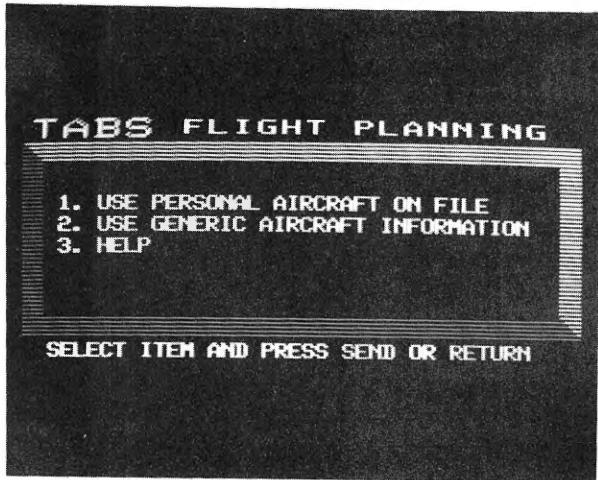 TABS FLIGHT PLANNING
1. USE PERSONAL AIRCRAFT ON FILE
2. USE GENERIC AIRCRAFT INFORMATION
3. HELP
SELECT ITEM AND PRESS SEND OR RETURN